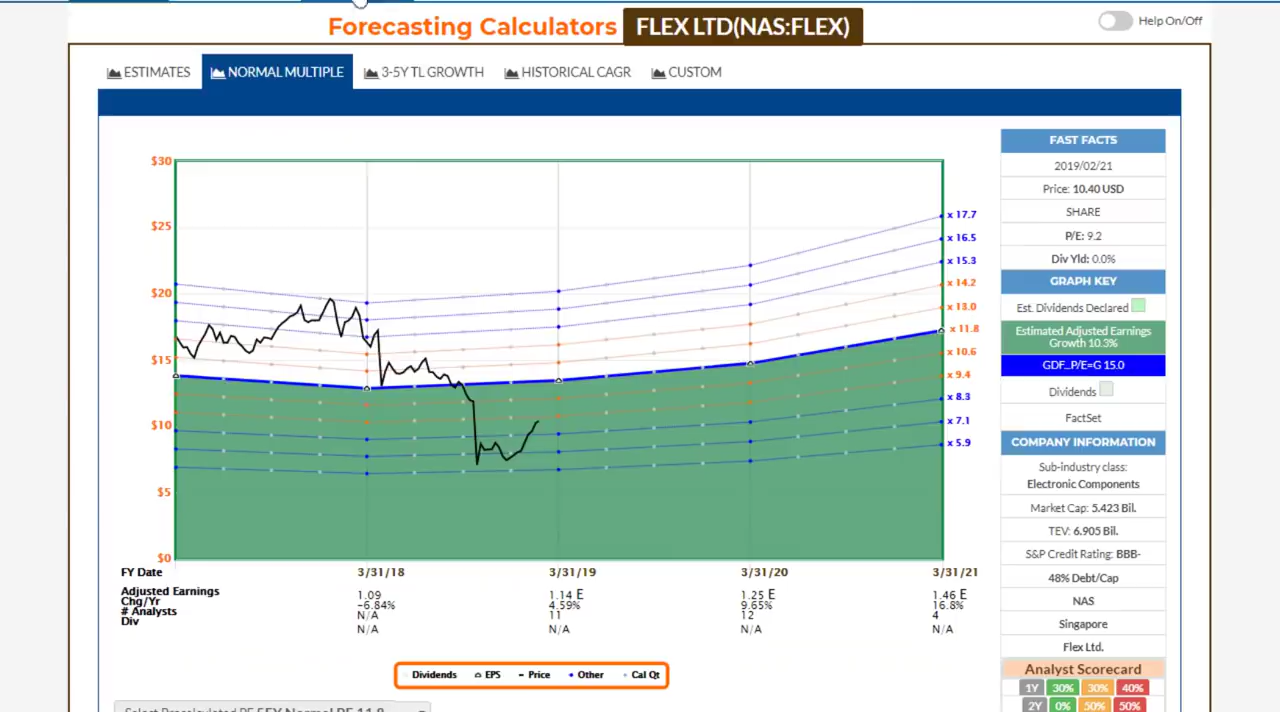 Forecasting Calculators FLEX LTD(NAS:FLEX)
Help On/Off
ESTIMATES NORMAL MULTIPLE 3-5Y TL GROWTH HISTORICAL CAGR CUSTOM
$30
$25
$20
$15
$10
$5
$0
x 17.7
x 16.5
x 15.3
x 14.2
x 13.0
x 11.8
x 10.6
x 9.4
x 8.3
x 7.1
x 5.9
FY Date 3/31/18 3/31/19 3/31/20 3/31/21
Adjusted Earnings 1.09 1.14 E 1.25 E 1.46 E
Chg/Yr -6.84% 4.59% 9.65% 16.8%
# Analysts N/A 11 12 4
Div N/A N/A N/A N/A
Dividends EPS Price Other Cal Qt
FAST FACTS
2019/02/21
Price: 10.40 USD
SHARE
P/E: 9.2
Div Yld: 0.0%
GRAPH KEY
Est. Dividends Declared
Estimated Adjusted Earnings
Growth 10.3%
GDF...P/E=G 15.0
Dividends
FactSet
COMPANY INFORMATION
Sub-industry class:
Electronic Components
Market Cap: 5.423 Bil.
TEV: 6.905 Bil.
S&P Credit Rating: BBB-
48% Debt/Cap
NAS
Singapore
Flex Ltd.
Analyst Scorecard
1Y 30% 30% 40%
2Y 0% 50% 50%